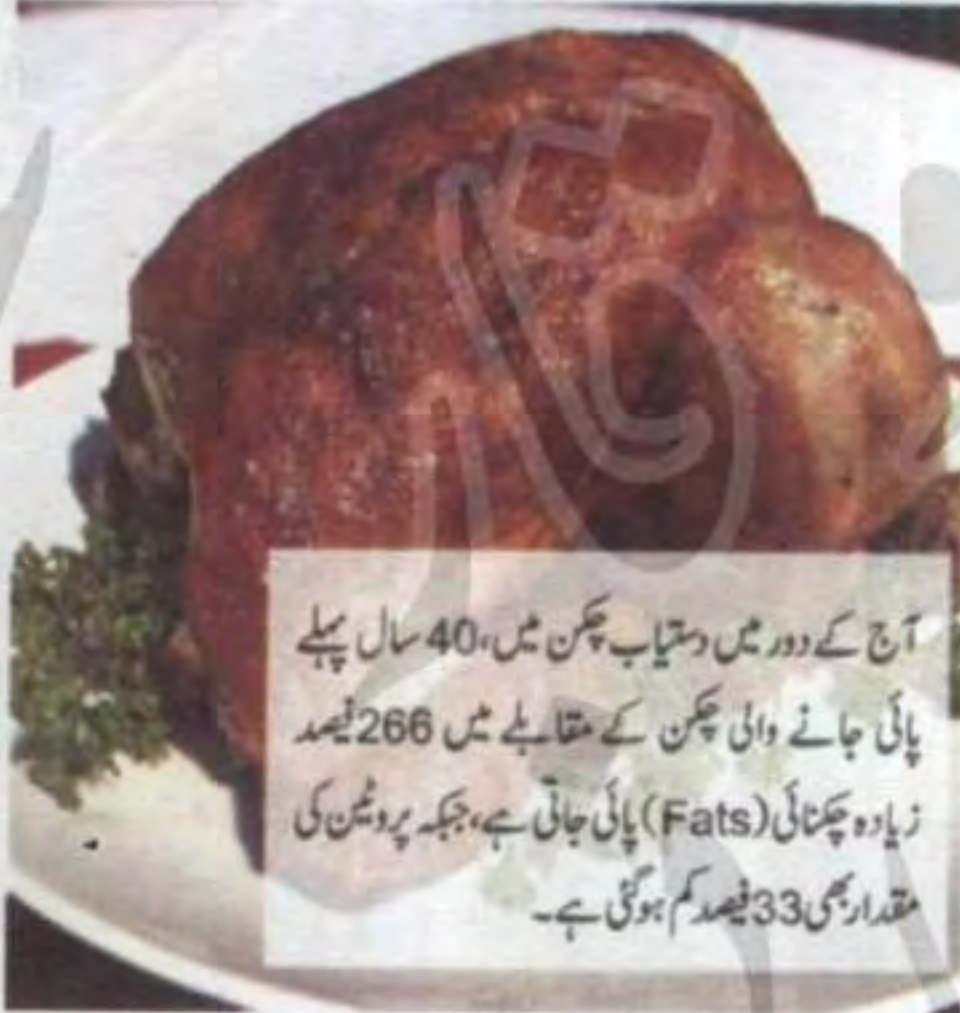 آج کے دور میں دستیاب چکن میں، 40 سال پہلے
پائی جانے والی چکن کے مقابلے میں 266 فیصد
زیادہ چکنائی (Fats) پائی جاتی ہے، جبکہ پروٹین کی
مقدار بھی 33 فیصد کم ہوگئی ہے۔